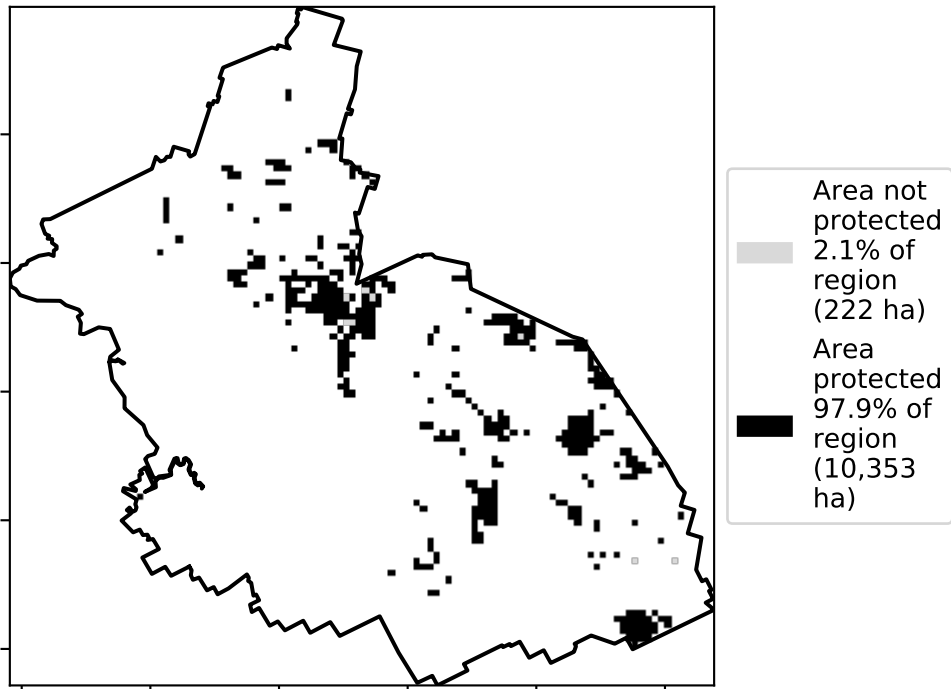 Area not
protected
2.1% of
region
(222 ha)
Area
protected
97.9% of
region
(10,353
ha)